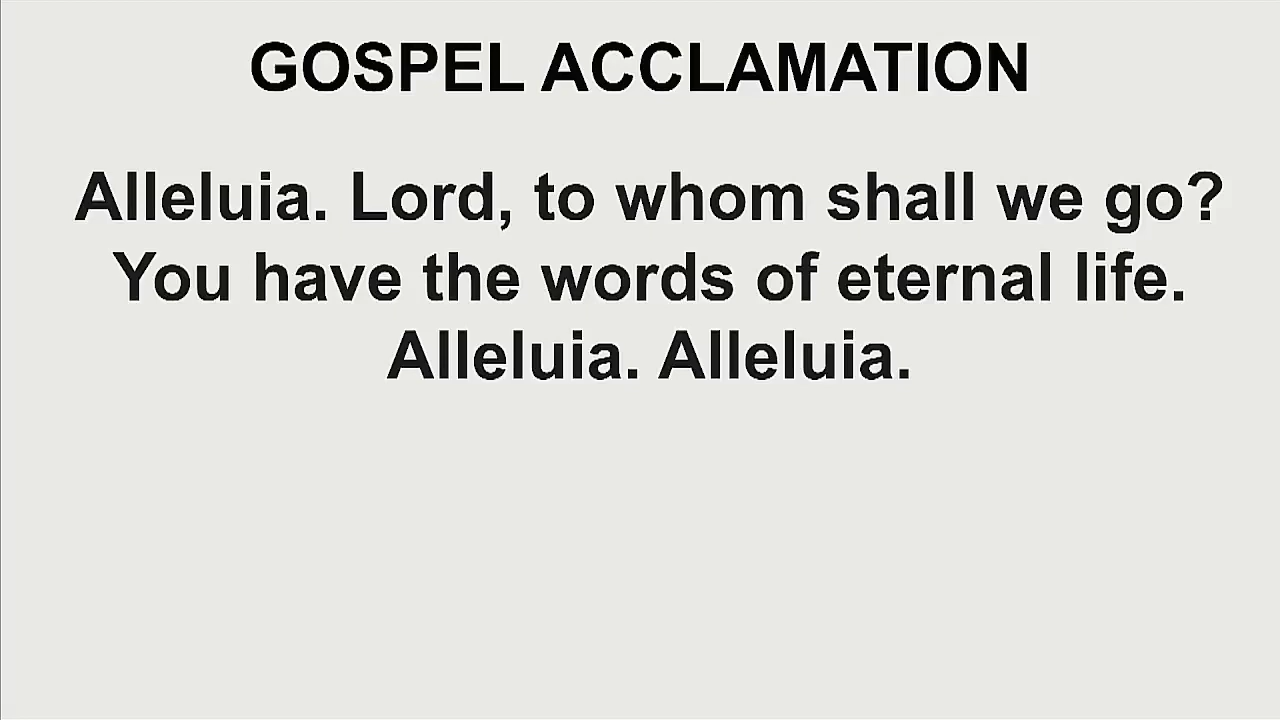 GOSPEL ACCLAMATION
Alleluia. Lord, to whom shall we go?
You have the words of eternal life.
Alleluia. Alleluia.